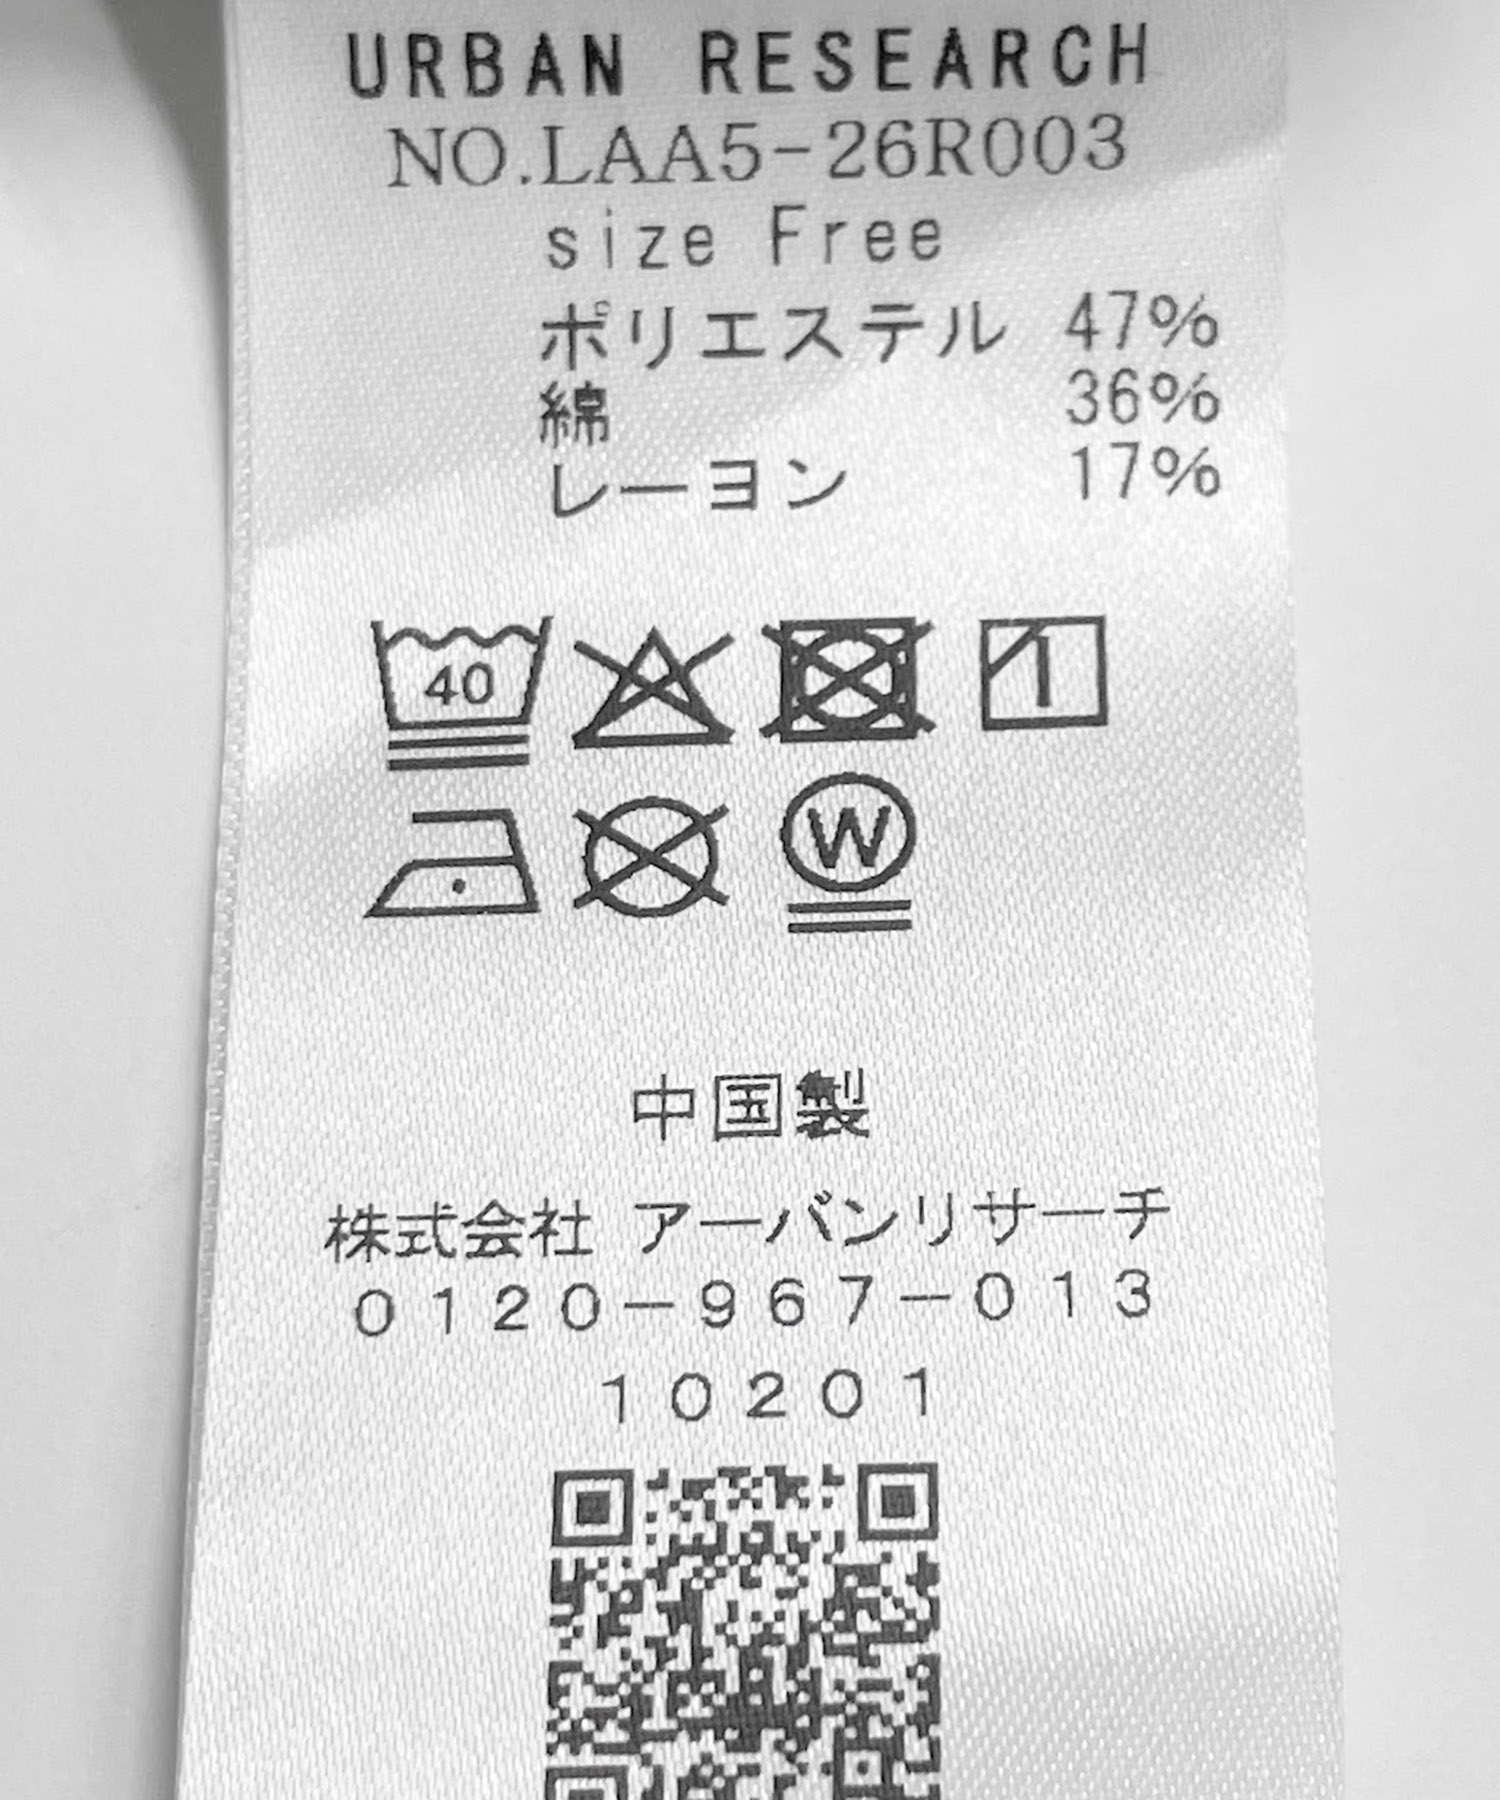 URBAN RESEARCH
NO.LAA5-26R003
size Free
ポリエステル 47%
綿 36%
レーヨン 17%
40
W
中国製
株式会社 アーバンリサーチ
0120-967-013
10201